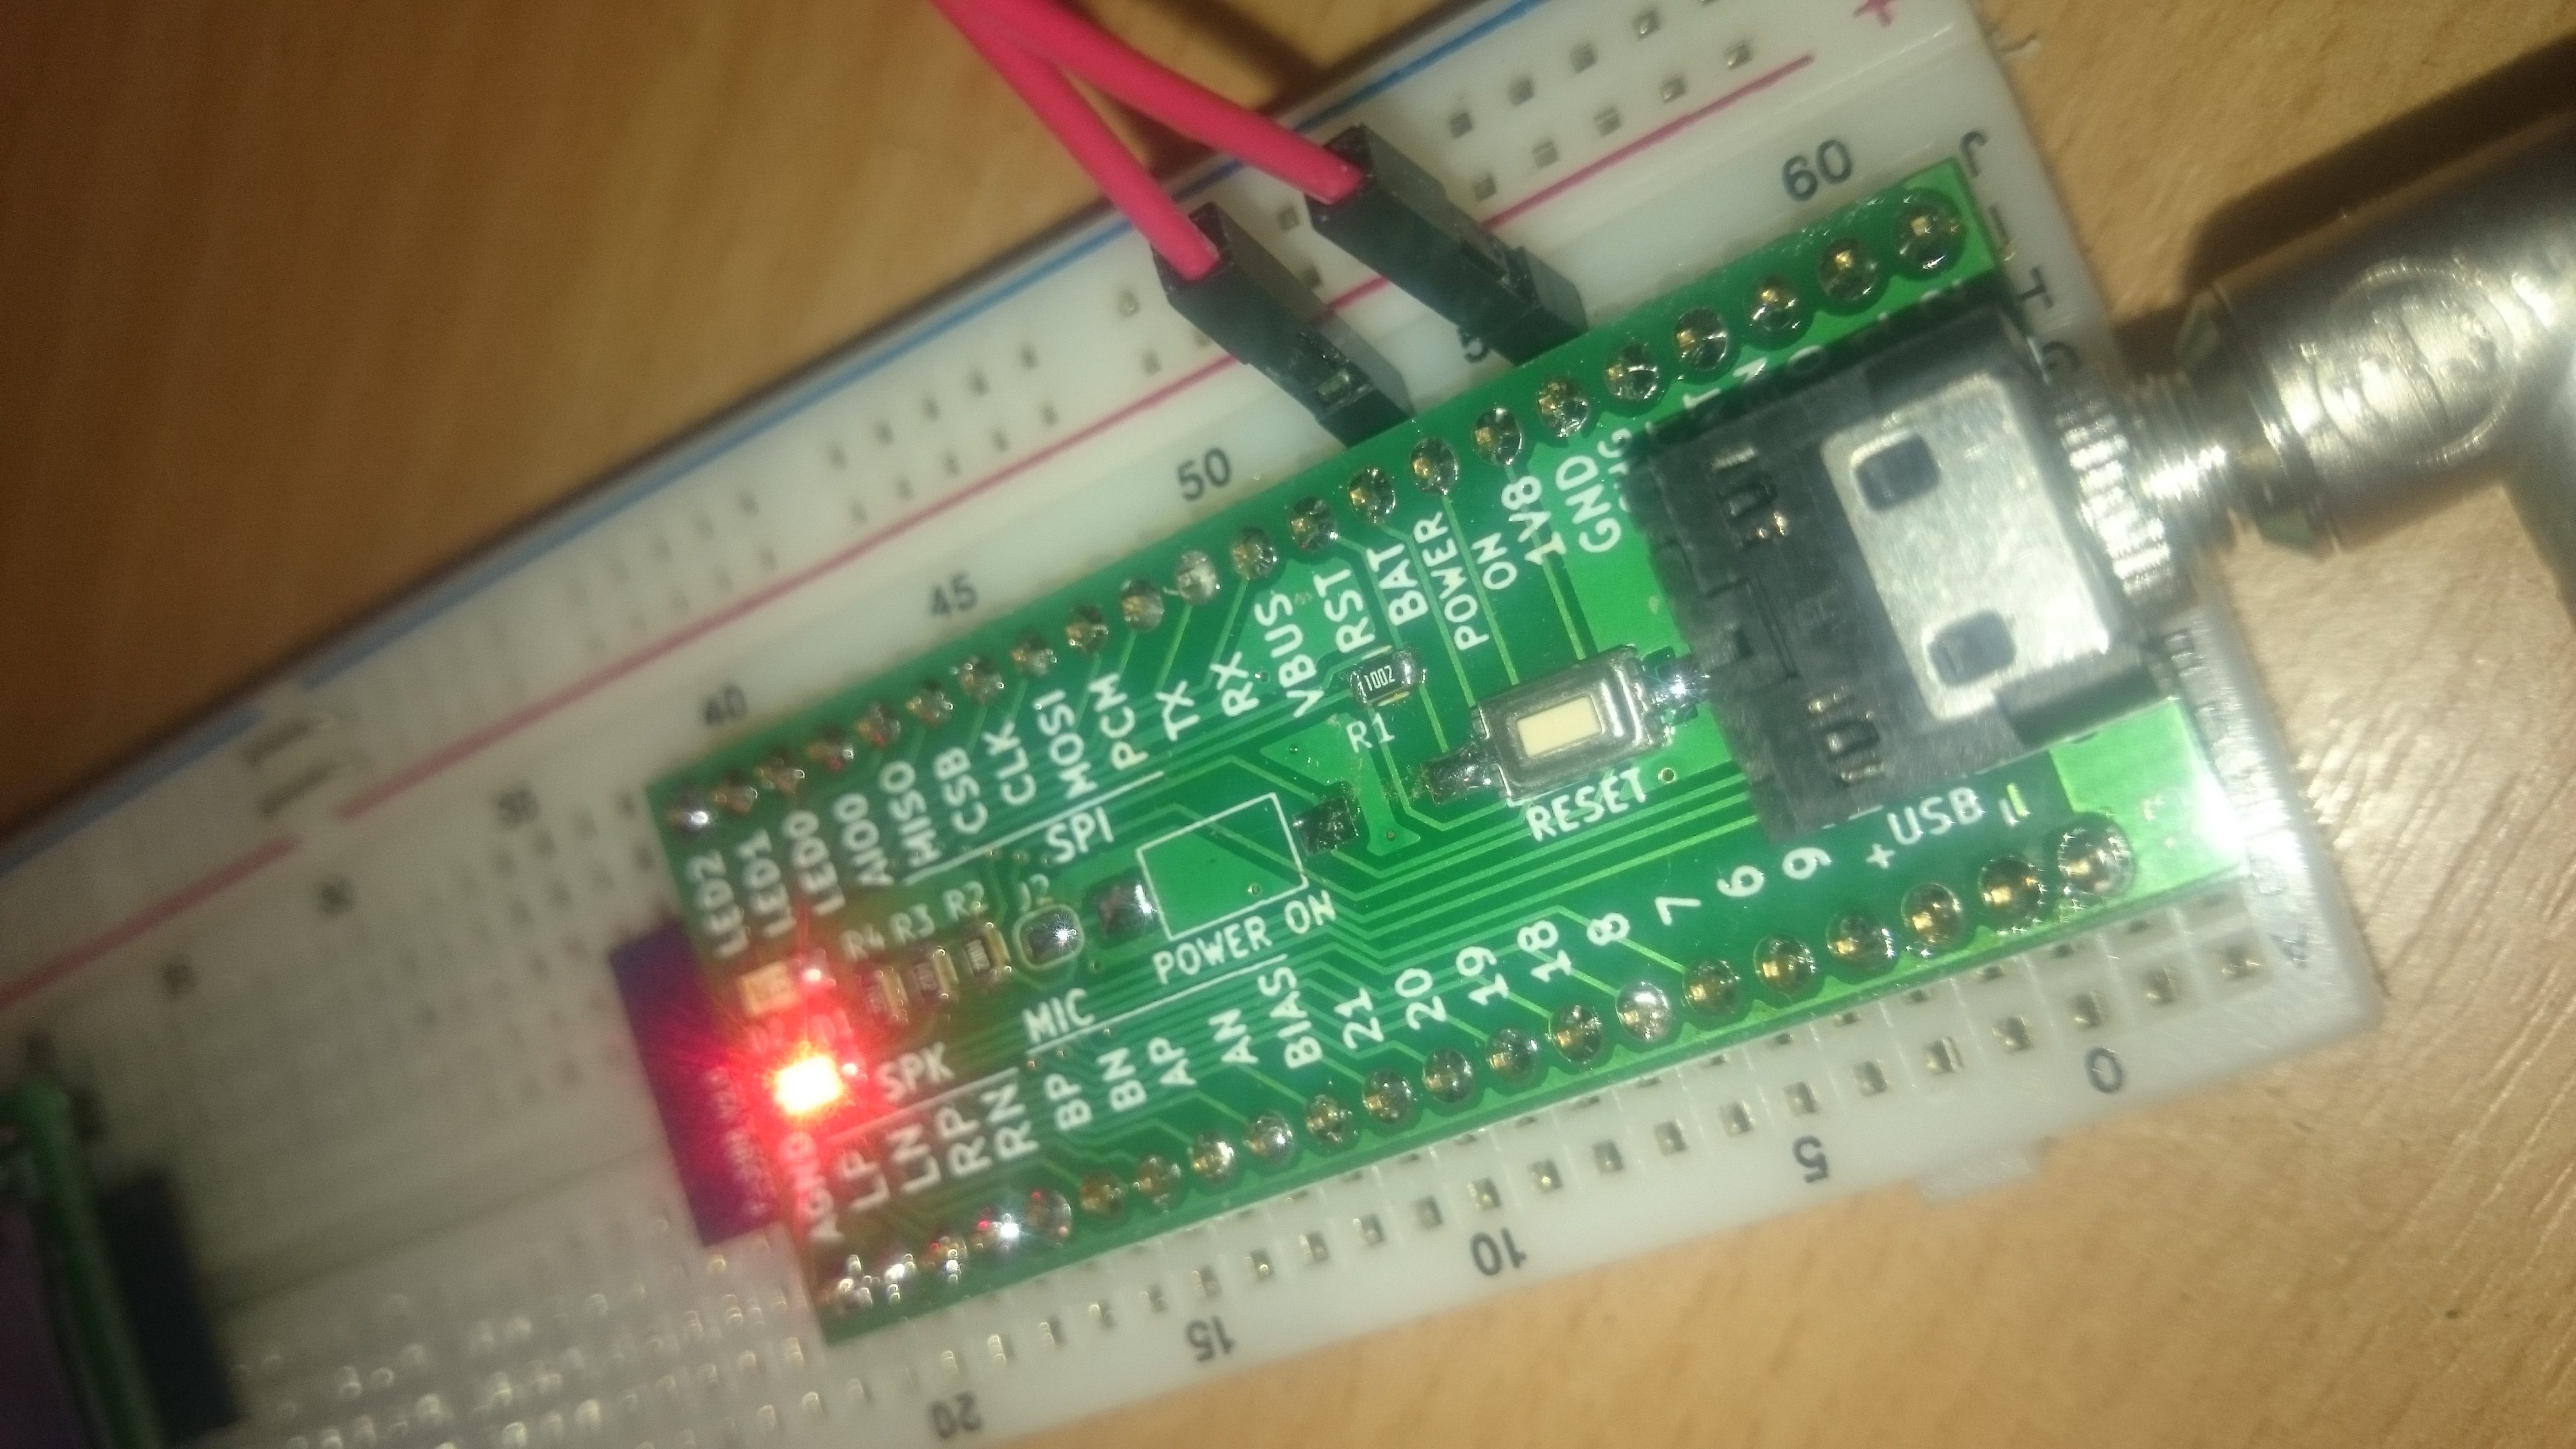 LED2
LED1
LED0
AIO0
MISO
CSB
CLK
MOSI
PCM
TX
RX
VBUS
RST
BAT
POWER
ON
1V8
GND
AGND
LP
LN
RP
RN
BP
BN
AP
AN
BIAS
21
20
19
18
8
7
6
9
+USB
SPK
MIC
SPI
POWER ON
R4 R3 R2
J2
R1
1002
RESET
20
15
10
5
0
40
45
50
60
A
H
I
J
+